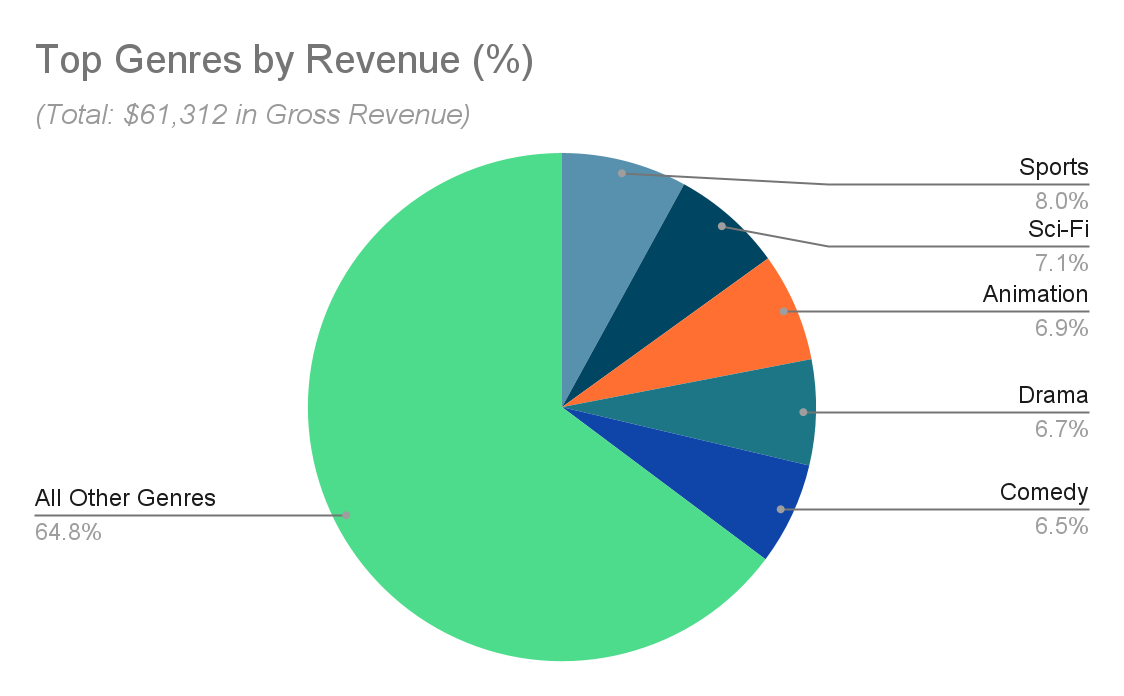 Top Genres by Revenue (%)
(Total: $61,312 in Gross Revenue)
Sports
8.0%
Sci-Fi
7.1%
Animation
6.9%
Drama
6.7%
Comedy
6.5%
All Other Genres
64.8%